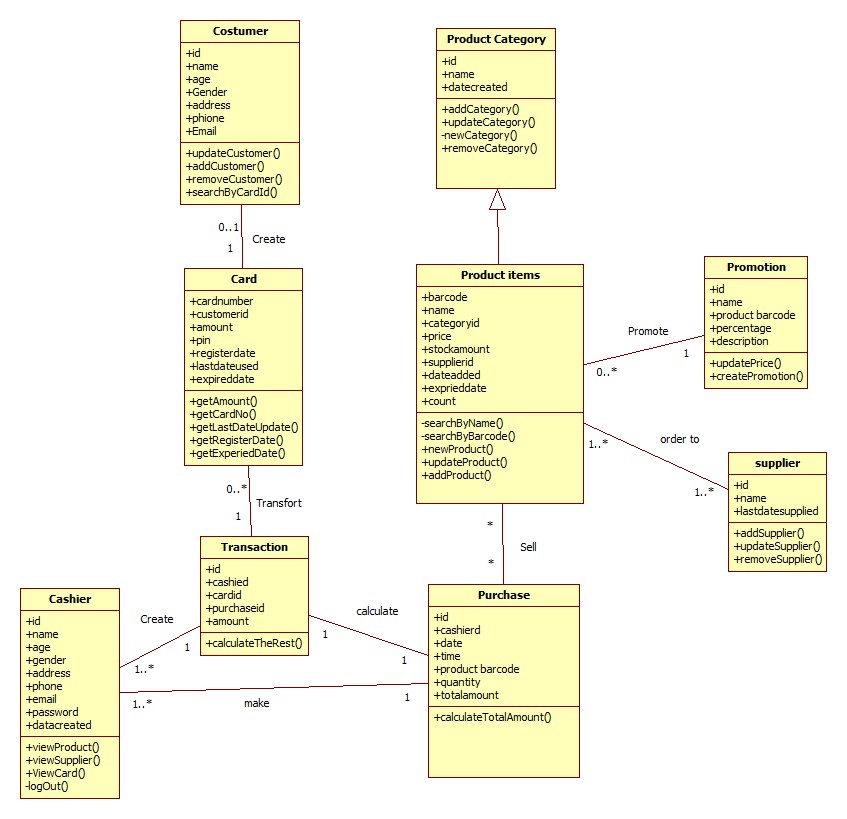 Costumer
+id
+name
+age
+Gender
+address
+phione
+Email
+updateCustomer()
+addCustomer()
+removeCustomer()
+searchByCardId()
0..1
1
Create
Card
+cardnumber
+customerid
+amount
+pin
+registerdate
+lastdateused
+expireddate
+getAmount()
+getCardNo()
+getLastDateUpdate()
+getRegisterDate()
+getExperiedDate()
0..*
1
Transfort
Transaction
+id
+cashied
+cardid
+purchaseid
+amount
+calculateTheRest()
Cashier
+id
+name
+age
+gender
+address
+phone
+email
+password
+datacreated
+viewProduct()
+viewSupplier()
+ViewCard()
-logOut()
Create
1
1..*
1..*
make
1
calculate
1
1
Product Category
+id
+name
+datecreated
+addCategory()
+updateCategory()
-newCategory()
+removeCategory()
Product items
+barcode
+name
+categoryid
+price
+stockamount
+supplierid
+dateadded
+exprieddate
+count
-searchByName()
-searchByBarcode()
+newProduct()
+updateProduct()
+addProduct()
Promote
0..*
1
Promotion
+id
+name
+product barcode
+percentage
+description
+updatePrice()
+createPromotion()
order to
1..*
1..*
supplier
+id
+name
+lastdatesupplied
+addSupplier()
+updateSupplier()
+removeSupplier()
*
*
Sell
Purchase
+id
+cashierd
+date
+time
+product barcode
+quantity
+totalamount
+calculateTotalAmount()